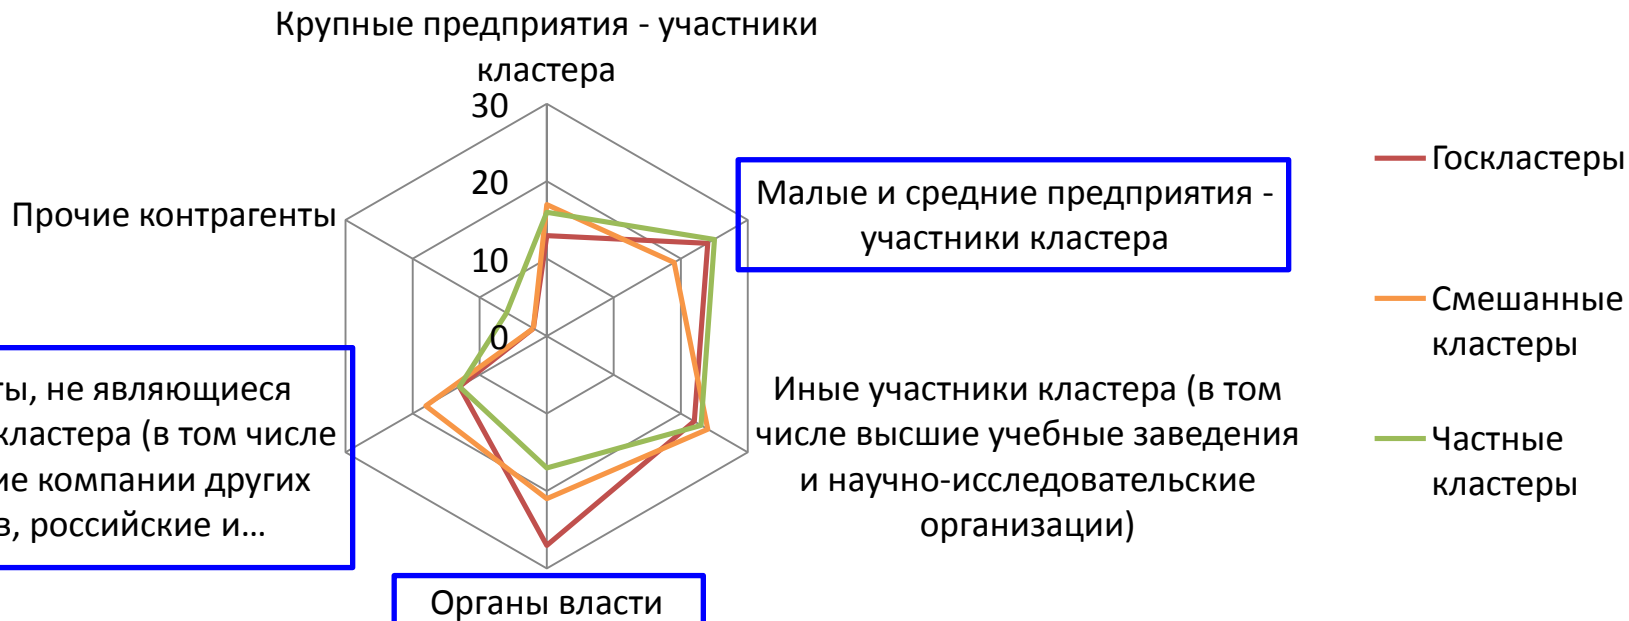 Крупные предприятия - участники
кластера
30
20
10
0
Малые и средние предприятия -
участники кластера
Иные участники кластера (в том
числе высшие учебные заведения
и научно-исследовательские
организации)
Органы власти
не являющиеся
кластера (в том числе
компании других
российские и...
Прочие контрагенты
Госкластеры
Смешанные
кластеры
Частные
кластеры